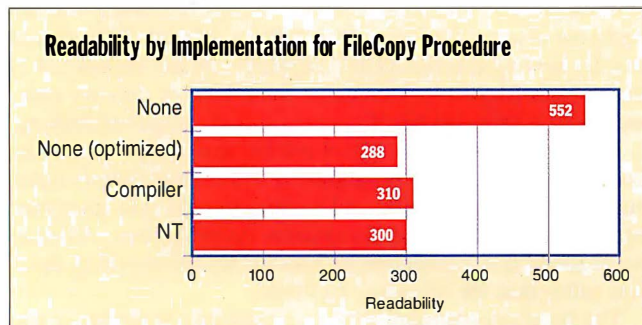 Readability by Implementation for FileCopy Procedure
None
552
None (optimized)
288
Compiler
310
NT
300
0 100 200 300 400 500 600
Readability